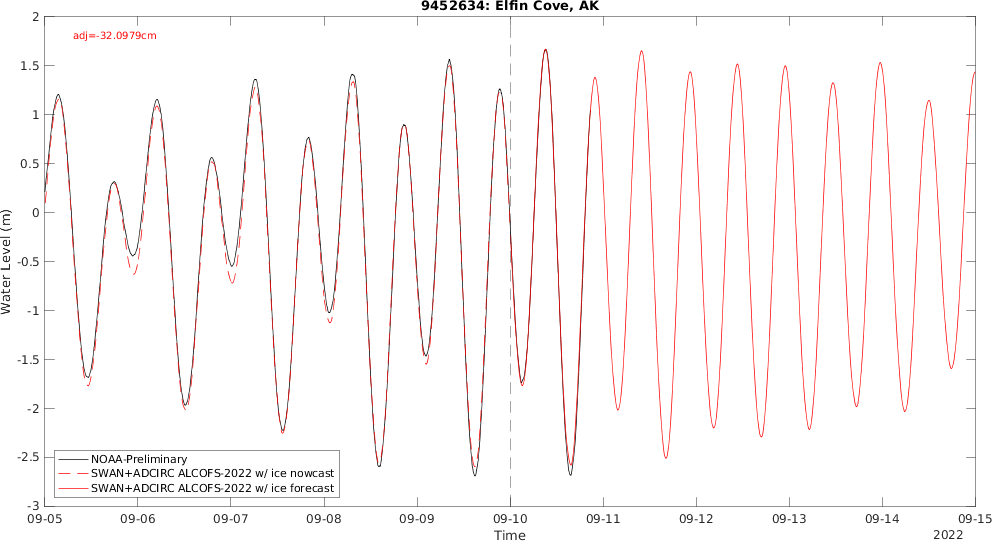 9452634: Elfin Cove, AK
adj=-32.0979cm
2
1.5
1
0.5
0
-0.5
-1
-1.5
-2
-2.5
-3
Water Level (m)
NOAA-Preliminary
SWAN+ADCIRC ALCOFS-2022 w/ ice nowcast
SWAN+ADCIRC ALCOFS-2022 w/ ice forecast
09-05 09-06 09-07 09-08 09-09 09-10 09-11 09-12 09-13 09-14 09-15
Time
2022